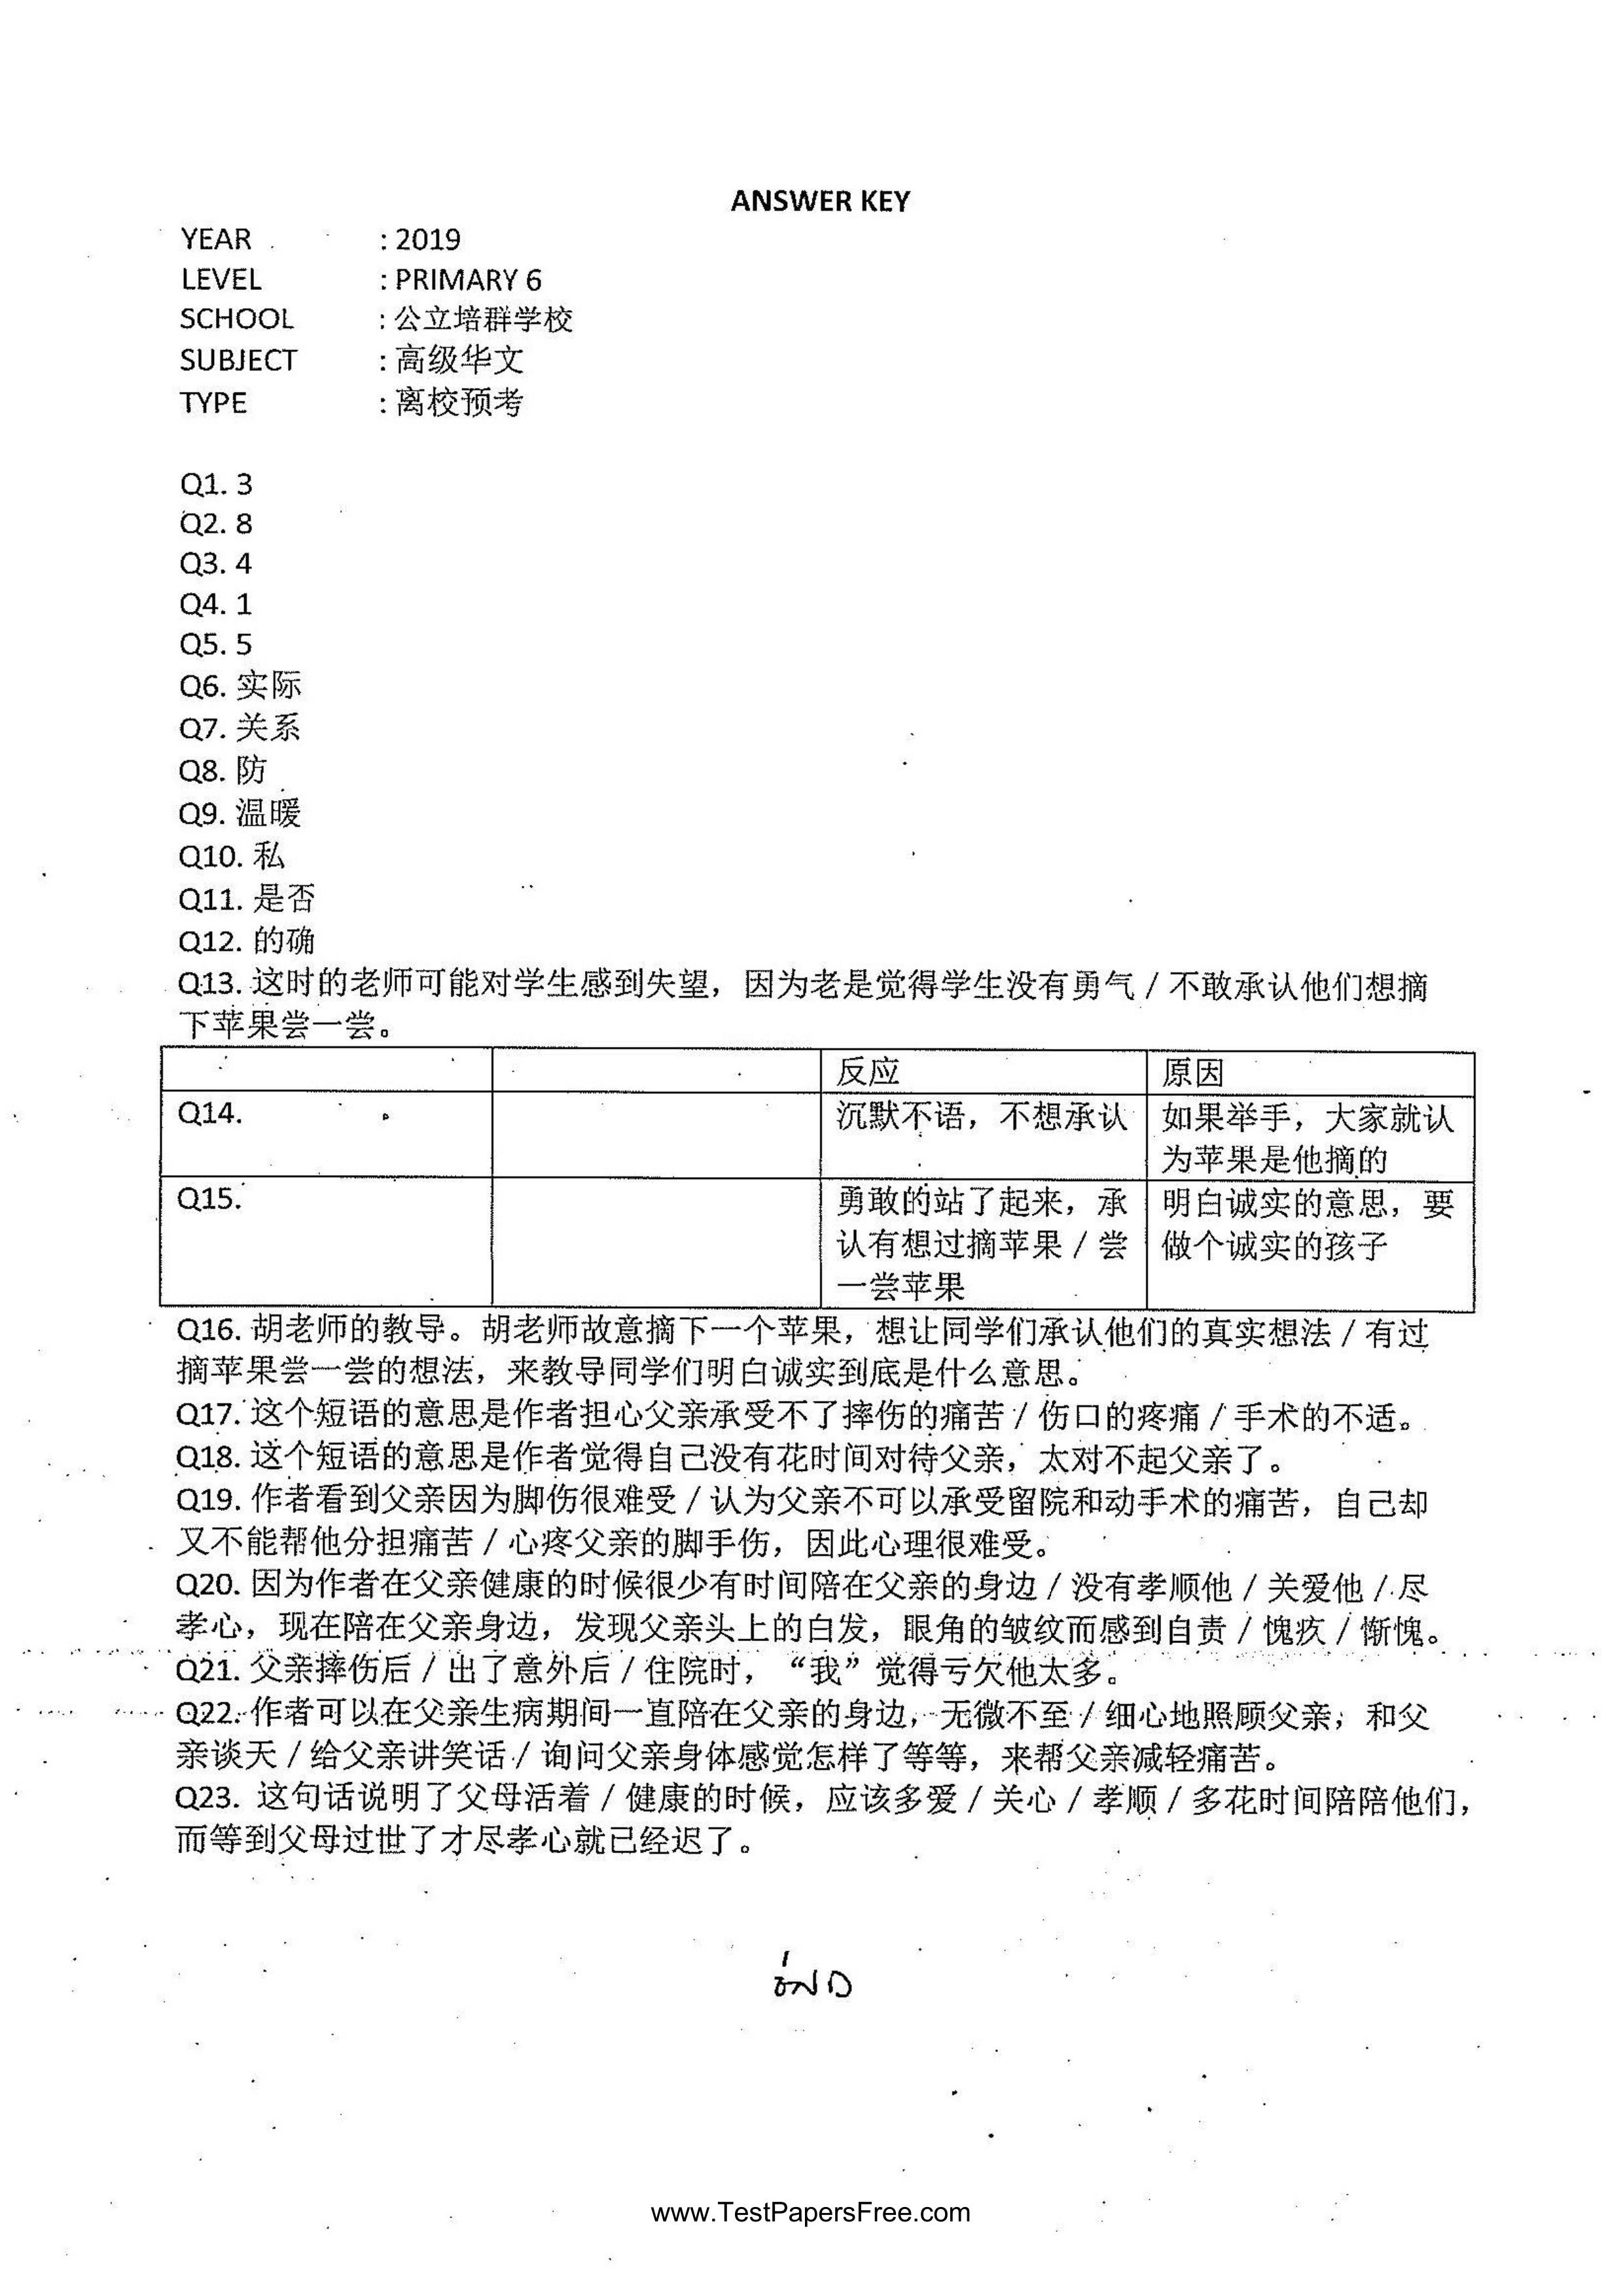 ANSWER KEY
YEAR : 2019
LEVEL : PRIMARY 6
SCHOOL : 公立培群学校
SUBJECT : 高级华文
TYPE : 离校预考
Q1. 3
Q2. 8
Q3. 4
Q4. 1
Q5. 5
Q6. 实际
Q7. 关系
Q8. 防
Q9. 温暖
Q10. 私
Q11. 是否
Q12. 的确
Q13. 这时的老师可能对学生感到失望，因为老是觉得学生没有勇气 / 不敢承认他们想摘
下苹果尝一尝。
反应 原因
Q14. 沉默不语，不想承认 如果举手，大家就认
为苹果是他摘的
Q15. 勇敢的站了起来，承 明白诚实的意思，要
认有想过摘苹果 / 尝 做个诚实的孩子
一尝苹果
Q16. 胡老师的教导。胡老师故意摘下一个苹果，想让同学们承认他们的真实想法 / 有过
摘苹果尝一尝的想法，来教导同学们明白诚实到底是什么意思。
Q17. 这个短语的意思是作者担心父亲承受不了摔伤的痛苦 / 伤口的疼痛 / 手术的不适。
Q18. 这个短语的意思是作者觉得自己没有花时间对待父亲，太对不起父亲了。
Q19. 作者看到父亲因为脚伤很难受 / 认为父亲不可以承受留院和动手术的痛苦，自己却
又不能帮他分担痛苦 / 心疼父亲的脚手伤，因此心理很难受。
Q20. 因为作者在父亲健康的时候很少有时间陪在父亲的身边 / 没有孝顺他 / 关爱他 / 尽
孝心，现在陪在父亲身边，发现父亲头上的白发，眼角的皱纹而感到自责 / 愧疚 / 惭愧。
Q21. 父亲摔伤后 / 出了意外后 / 住院时，“我”觉得亏欠他太多。
Q22. 作者可以在父亲生病期间一直陪在父亲的身边，无微不至 / 细心地照顾父亲；和父
亲谈天 / 给父亲讲笑话 / 询问父亲身体感觉怎样了等等，来帮父亲减轻痛苦。
Q23. 这句话说明了父母活着 / 健康的时候，应该多爱 / 关心 / 孝顺 / 多花时间陪陪他们，
而等到父母过世了才尽孝心就已经迟了。
END
www.TestPapersFree.com